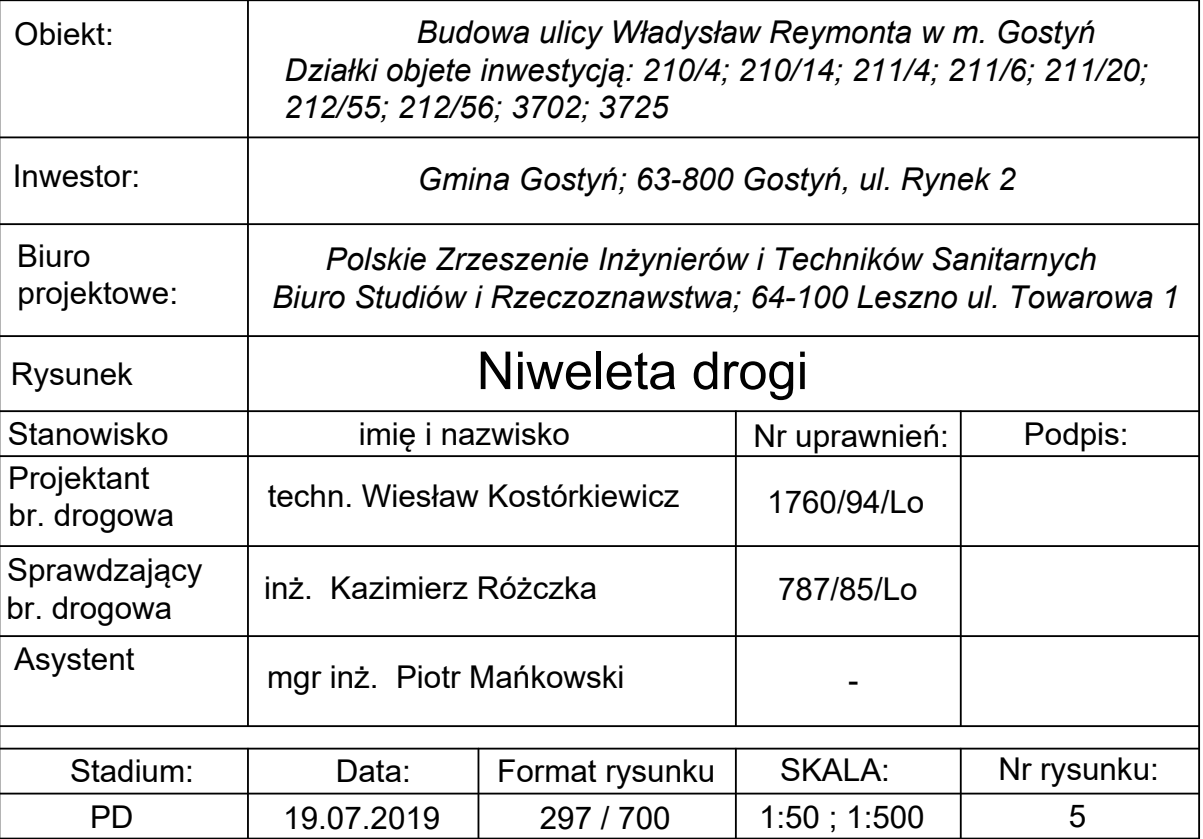 Obiekt:
Budowa ulicy Władysław Reymonta w m. Gostyń
Działki objete inwestycją: 210/4; 210/14; 211/4; 211/6; 211/20;
212/55; 212/56; 3702; 3725
Inwestor:
Gmina Gostyń; 63-800 Gostyń, ul. Rynek 2
Biuro
projektowe:
Polskie Zrzeszenie Inżynierów i Techników Sanitarnych
Biuro Studiów i Rzeczoznawstwa; 64-100 Leszno ul. Towarowa 1
Rysunek
Niweleta drogi
Stanowisko
imię i nazwisko
Nr uprawnień:
Podpis:
Projektant
br. drogowa
techn. Wiesław Kostórkiewicz
1760/94/Lo
Sprawdzający
br. drogowa
inż. Kazimierz Różczka
787/85/Lo
Asystent
mgr inż. Piotr Mańkowski
-
Stadium:
Data:
Format rysunku
SKALA:
Nr rysunku:
PD
19.07.2019
297 / 700
1:50 ; 1:500
5